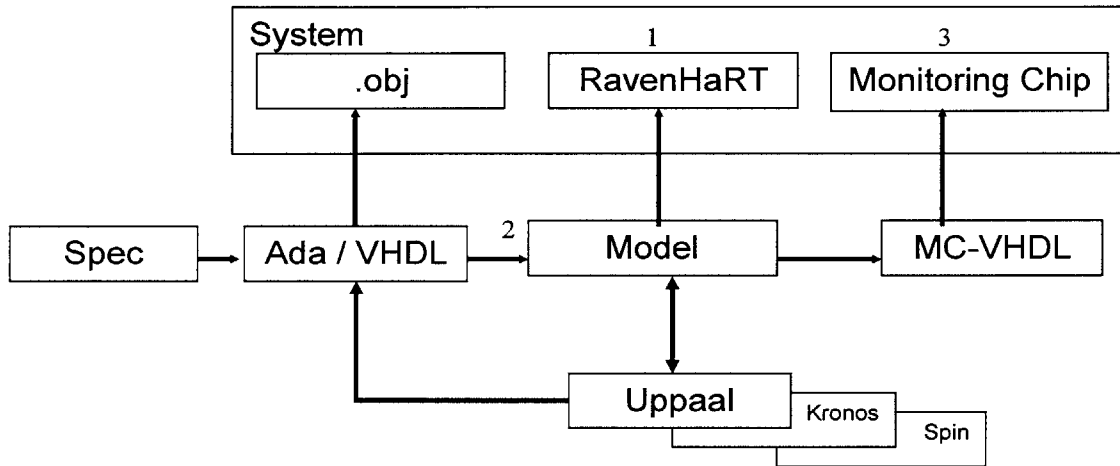 System
1
3
.obj
RavenHaRT
Monitoring Chip
Spec
Ada / VHDL
2
Model
MC-VHDL
Uppaal
Kronos
Spin